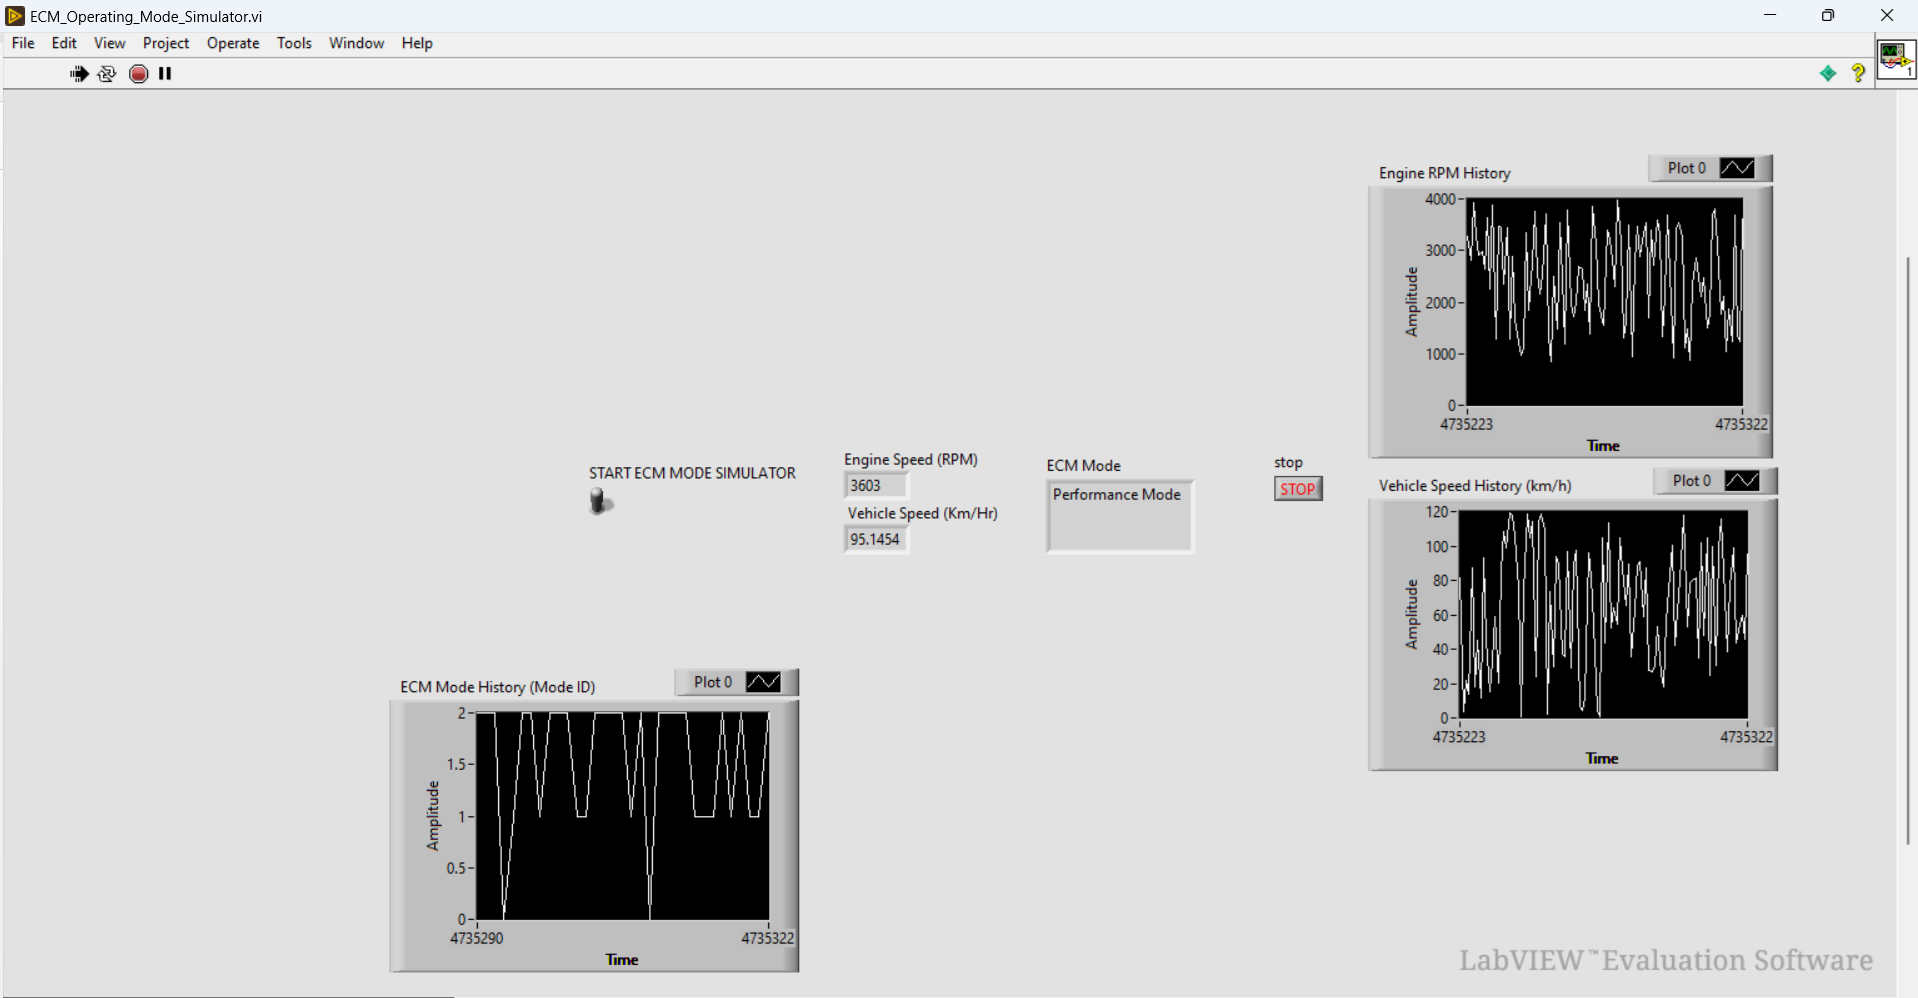 ECM_Operating_Mode_Simulator.vi
File Edit View Project Operate Tools Window Help
1
Engine RPM History
Plot 0
4000
3000
2000
1000
0
Amplitude
4735223
4735322
Time
START ECM MODE SIMULATOR
Engine Speed (RPM)
3603
Vehicle Speed (Km/Hr)
95.1454
ECM Mode
Performance Mode
stop
STOP
Vehicle Speed History (km/h)
Plot 0
120
100
80
60
40
20
0
Amplitude
4735223
4735322
Time
ECM Mode History (Mode ID)
Plot 0
2
1.5
1
0.5
0
Amplitude
4735290
4735322
Time
LabVIEW™ Evaluation Software